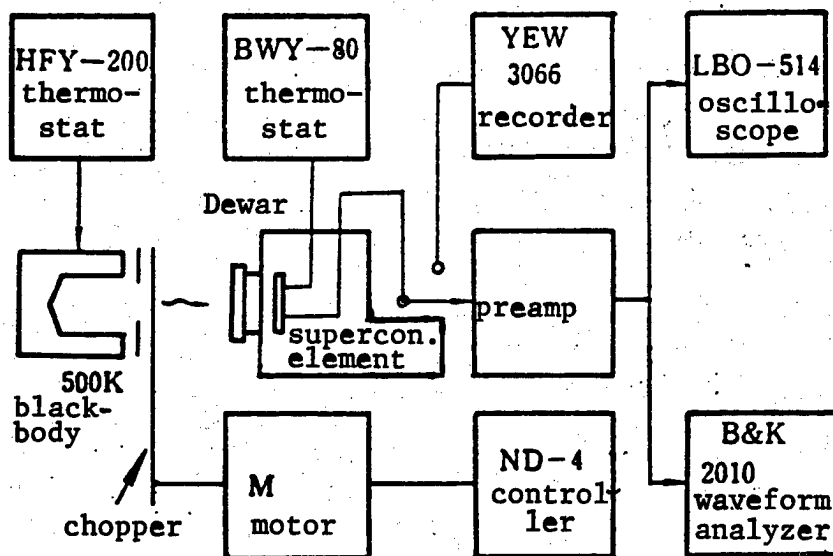 HFY-200
thermo-
stat
BWY-80
thermo-
stat
YEW
3066
recorder
LBO-514
oscillo-
scope
Dewar
supercon.
element
preamp
500K
black-
body
chopper
M
motor
ND-4
control-
ler
B&K
2010
waveform
analyzer